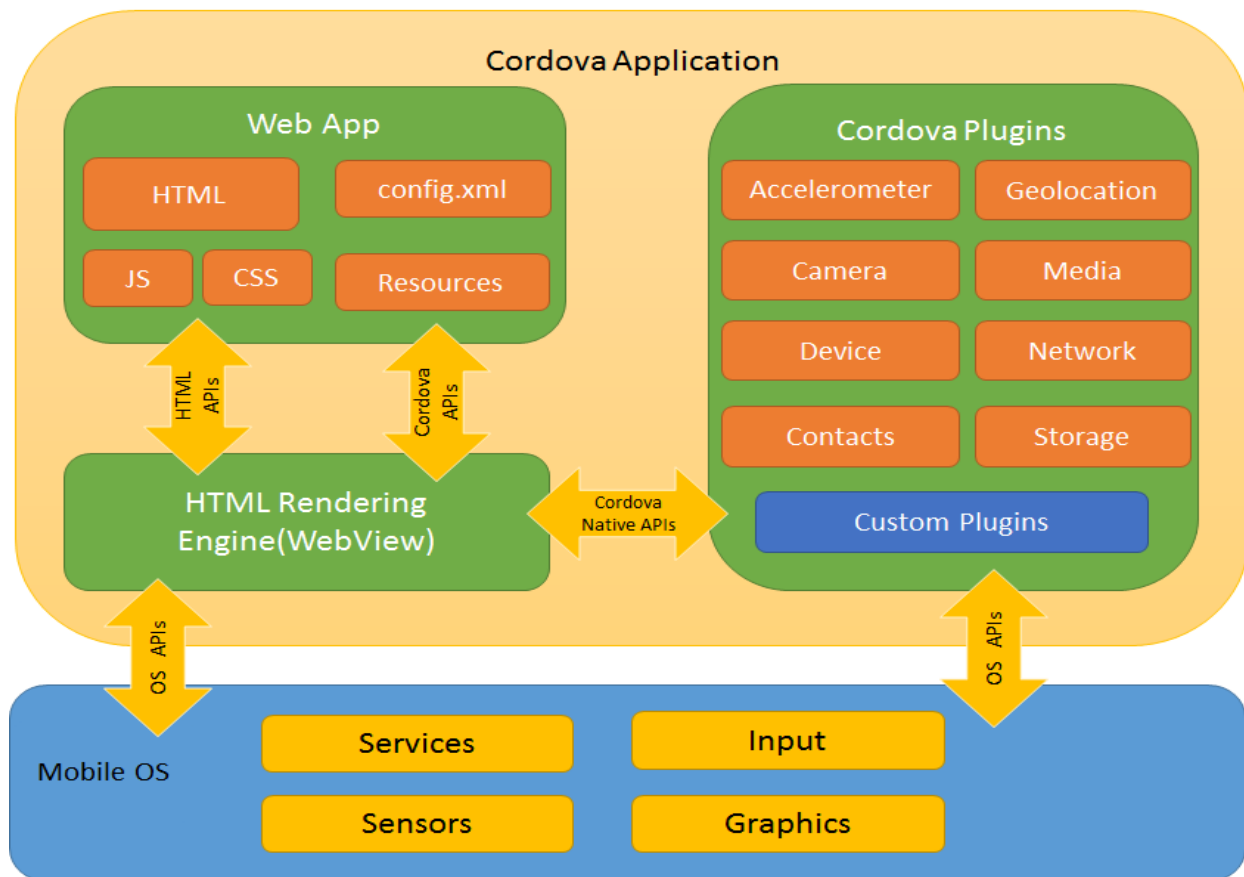 Cordova Application
Web App
HTML
config.xml
JS
CSS
Resources
HTML
APIs
Cordova
APIs
HTML Rendering
Engine(WebView)
Cordova
Native APIs
Cordova Plugins
Accelerometer
Geolocation
Camera
Media
Device
Network
Contacts
Storage
Custom Plugins
OS APIs
OS APIs
Mobile OS
Services
Input
Sensors
Graphics